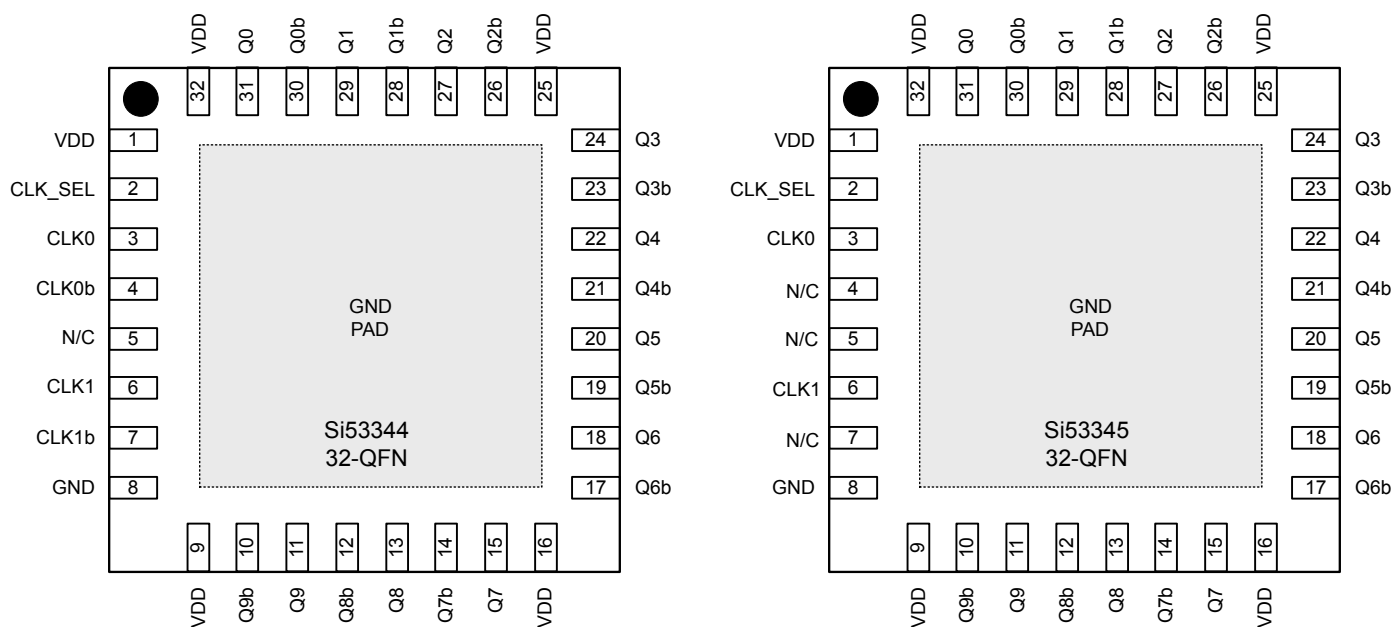 VDD Q0 Q0b Q1 Q1b Q2 Q2b VDD
32 31 30 29 28 27 26 25
VDD 1 24 Q3
CLK_SEL 2 23 Q3b
CLK0 3 22 Q4
CLK0b 4 21 Q4b
N/C 5 20 Q5
CLK1 6 19 Q5b
CLK1b 7 18 Q6
GND 8 17 Q6b
GND
PAD
Si53344
32-QFN
9 10 11 12 13 14 15 16
VDD Q9b Q9 Q8b Q8 Q7b Q7 VDD
VDD Q0 Q0b Q1 Q1b Q2 Q2b VDD
32 31 30 29 28 27 26 25
VDD 1 24 Q3
CLK_SEL 2 23 Q3b
CLK0 3 22 Q4
N/C 4 21 Q4b
N/C 5 20 Q5
CLK1 6 19 Q5b
N/C 7 18 Q6
GND 8 17 Q6b
GND
PAD
Si53345
32-QFN
9 10 11 12 13 14 15 16
VDD Q9b Q9 Q8b Q8 Q7b Q7 VDD